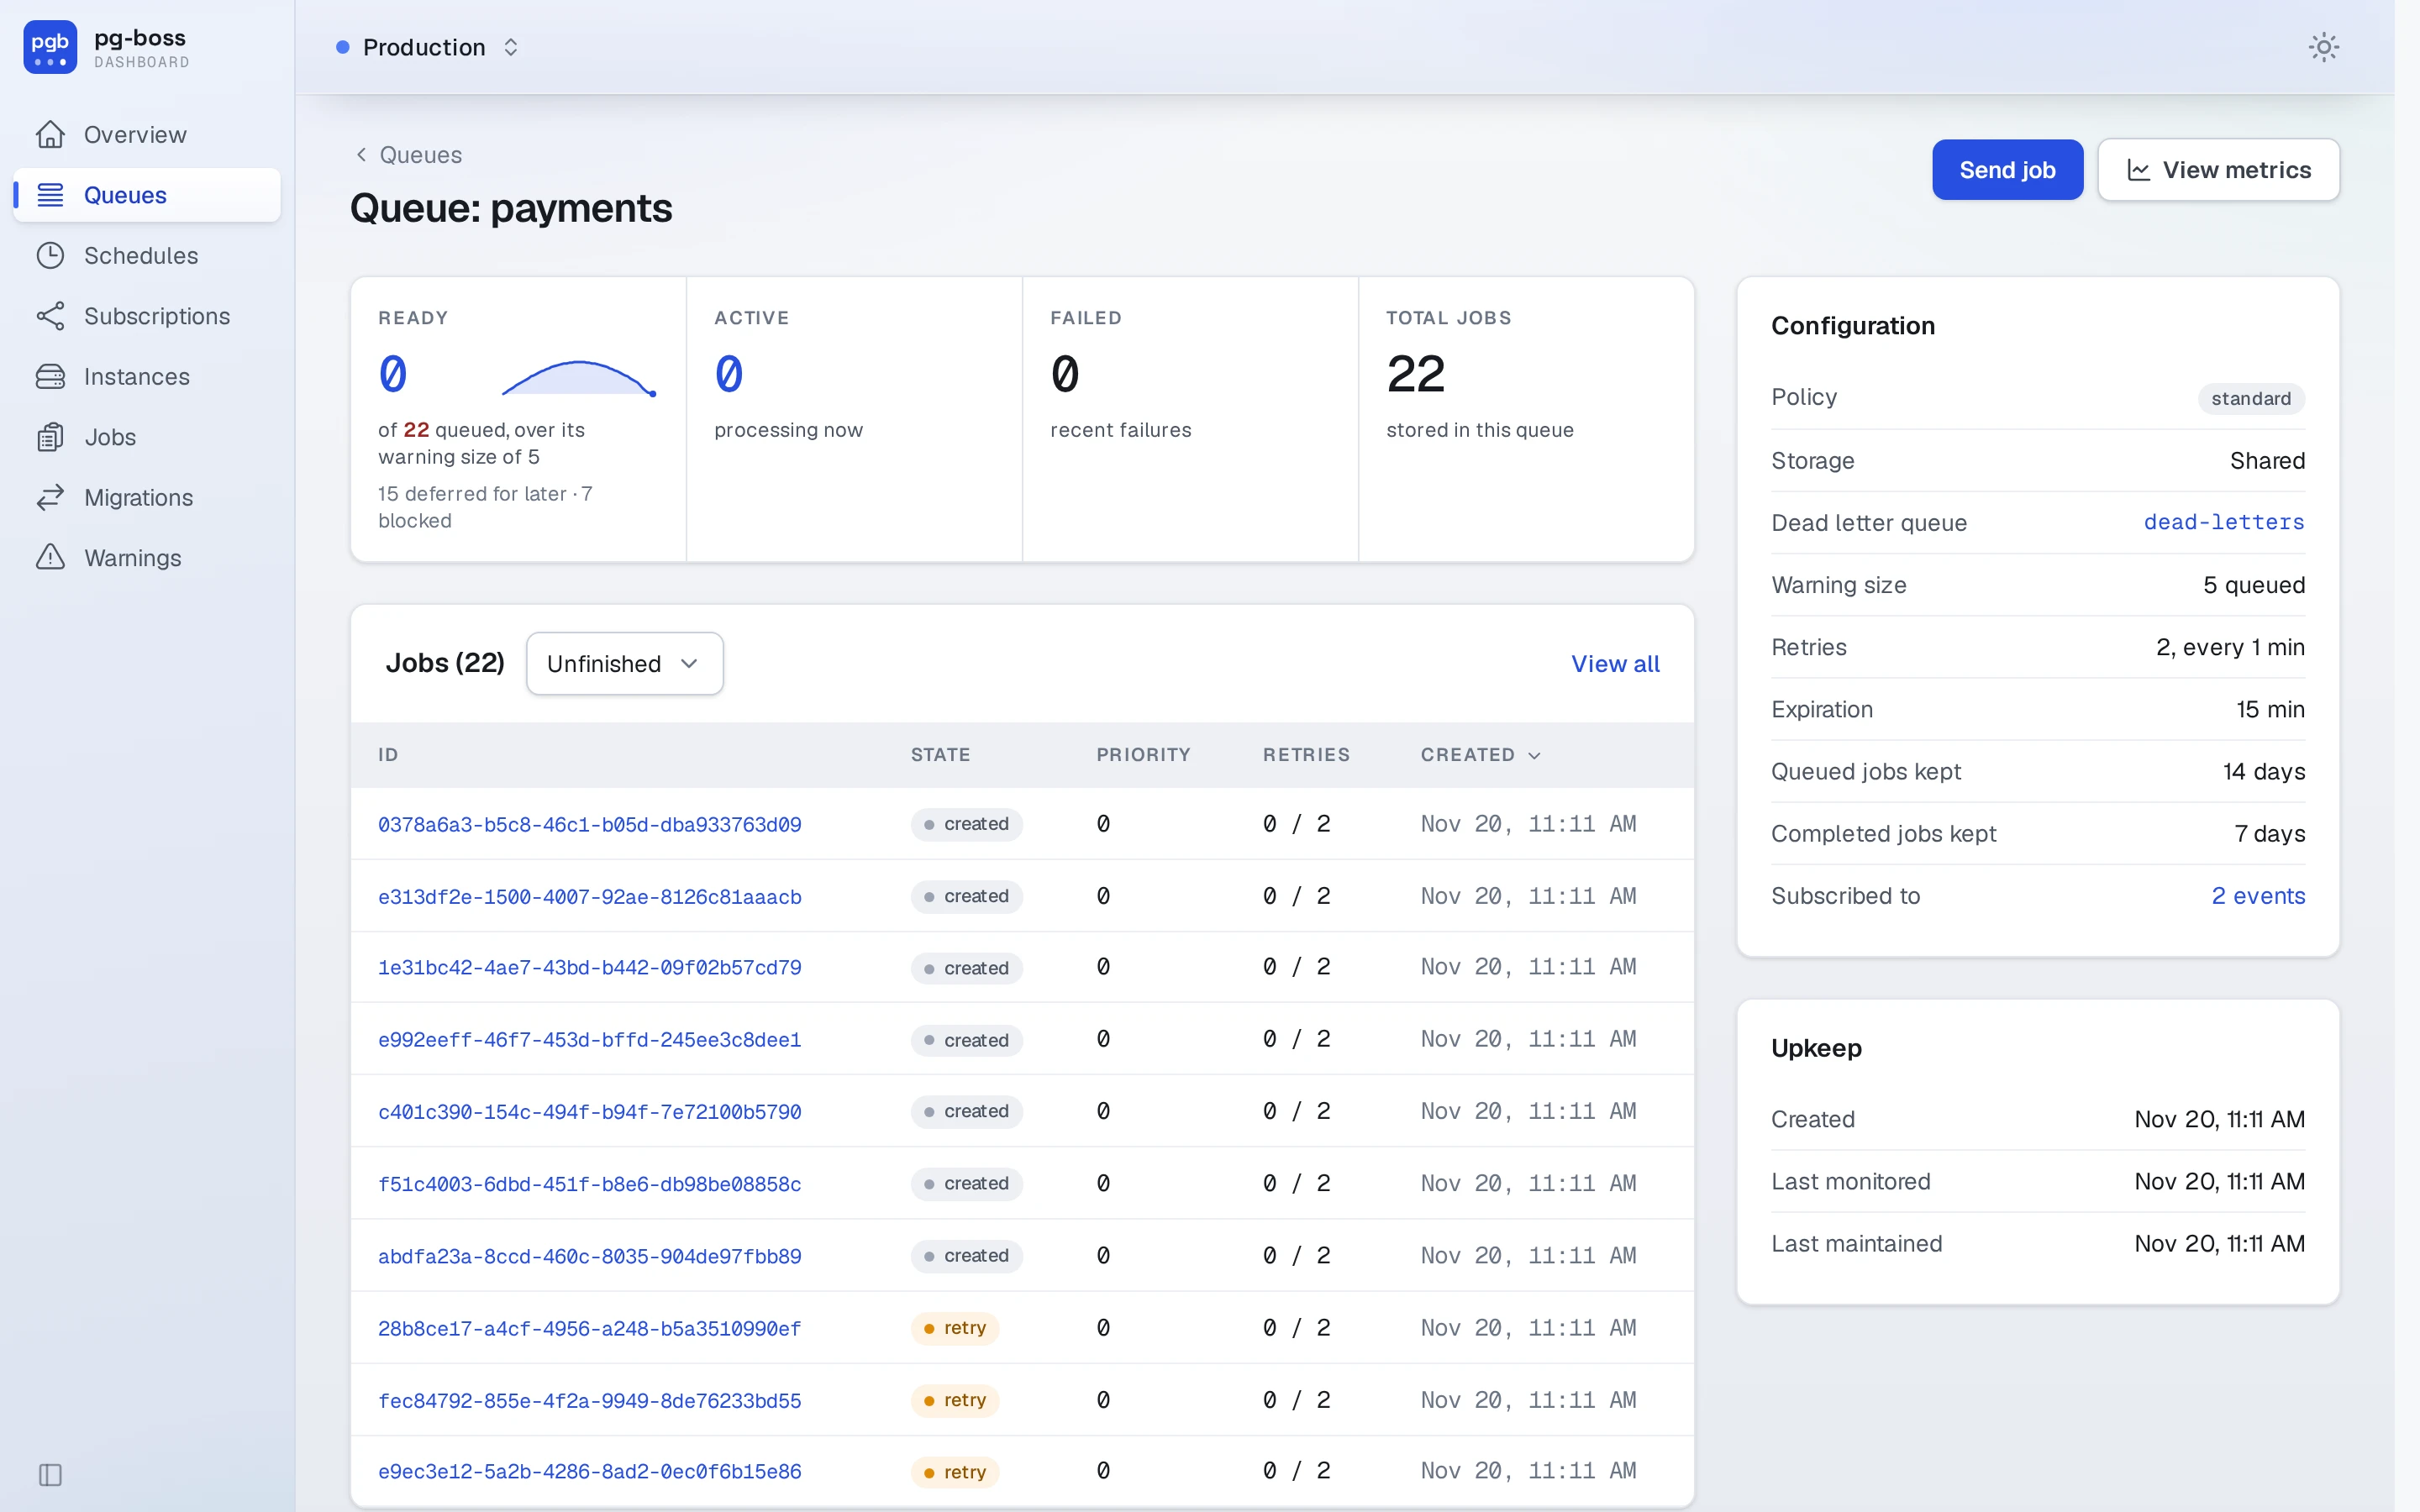 pgb
pg-boss
DASHBOARD
Overview
Queues
Schedules
Subscriptions
Instances
Jobs
Migrations
Warnings
Production
Queues
Queue: payments
Send job
View metrics
READY
0
of 22 queued, over its
warning size of 5
15 deferred for later · 7
blocked
ACTIVE
0
processing now
FAILED
0
recent failures
TOTAL JOBS
22
stored in this queue
Jobs (22)
Unfinished
View all
ID STATE PRIORITY RETRIES CREATED
0378a6a3-b5c8-46c1-b05d-dba933763d09 created 0 0 / 2 Nov 20, 11:11 AM
e313df2e-1500-4007-92ae-8126c81aaacb created 0 0 / 2 Nov 20, 11:11 AM
1e31bc42-4ae7-43bd-b442-09f02b57cd79 created 0 0 / 2 Nov 20, 11:11 AM
e992eeff-46f7-453d-bffd-245ee3c8dee1 created 0 0 / 2 Nov 20, 11:11 AM
c401c390-154c-494f-b94f-7e72100b5790 created 0 0 / 2 Nov 20, 11:11 AM
f51c4003-6dbd-451f-b8e6-db98be08858c created 0 0 / 2 Nov 20, 11:11 AM
abdfa23a-8ccd-460c-8035-904de97fbb89 created 0 0 / 2 Nov 20, 11:11 AM
28b8ce17-a4cf-4956-a248-b5a3510990ef retry 0 0 / 2 Nov 20, 11:11 AM
fec84792-855e-4f2a-9949-8de76233bd55 retry 0 0 / 2 Nov 20, 11:11 AM
e9ec3e12-5a2b-4286-8ad2-0ec0f6b15e86 retry 0 0 / 2 Nov 20, 11:11 AM
Configuration
Policy standard
Storage Shared
Dead letter queue dead-letters
Warning size 5 queued
Retries 2, every 1 min
Expiration 15 min
Queued jobs kept 14 days
Completed jobs kept 7 days
Subscribed to 2 events
Upkeep
Created Nov 20, 11:11 AM
Last monitored Nov 20, 11:11 AM
Last maintained Nov 20, 11:11 AM